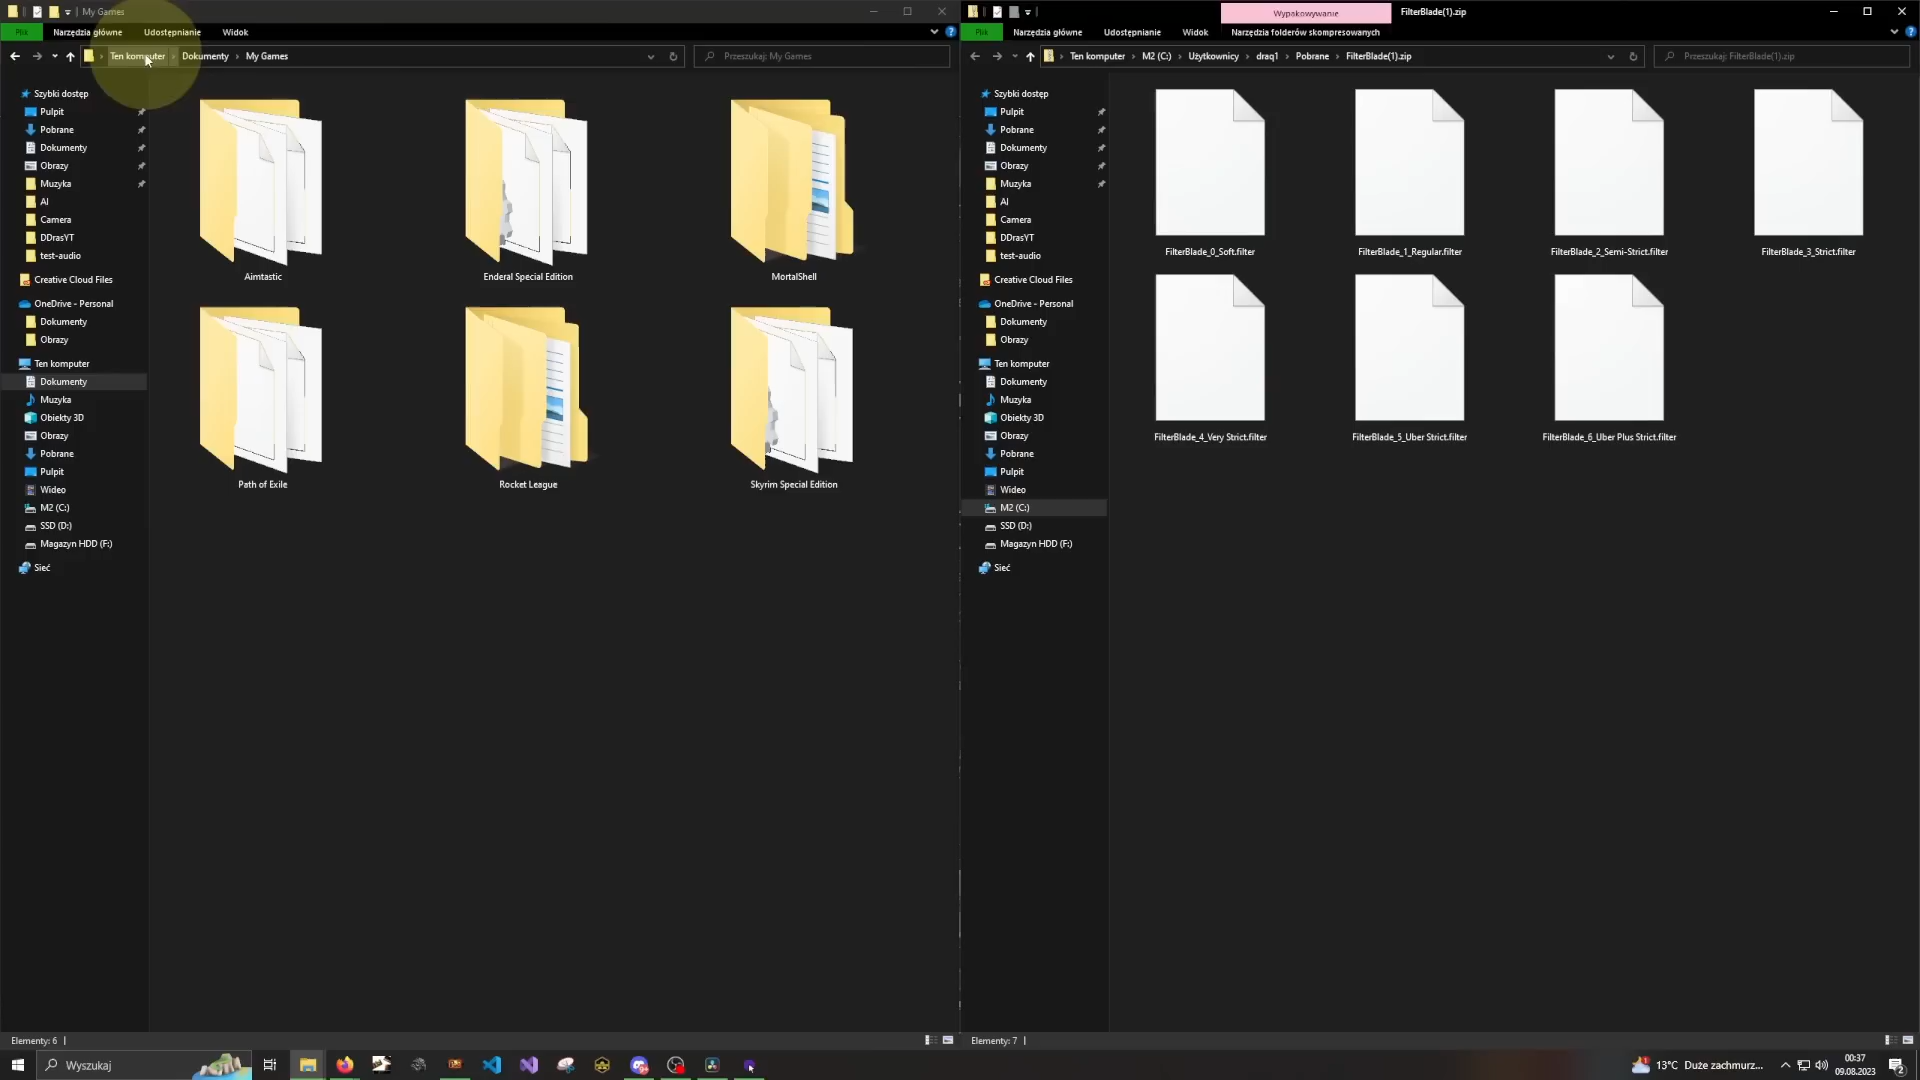 My Games
Plik Narzędzia główne Udostępnianie Widok
Ten komputer Dokumenty My Games
Przeszukaj: My Games
Szybki dostęp
Pulpit
Pobrane
Dokumenty
Obrazy
Muzyka
AI
Camera
DDrasYT
test-audio
Creative Cloud Files
OneDrive - Personal
Dokumenty
Obrazy
Ten komputer
Dokumenty
Muzyka
Obiekty 3D
Obrazy
Pobrane
Pulpit
Wideo
M2 (C:)
SSD (D:)
Magazyn HDD (F:)
Sieć
Aimtastic
Enderal Special Edition
MortalShell
Path of Exile
Rocket League
Skyrim Special Edition
Elementy: 6
Wypakowywanie
FilterBlade(1).zip
Plik Narzędzia główne Udostępnianie Widok Narzędzia folderów skompresowanych
Ten komputer M2 (C:) Użytkownicy draq1 Pobrane FilterBlade(1).zip
Przeszukaj: FilterBlade(1).zip
Szybki dostęp
Pulpit
Pobrane
Dokumenty
Obrazy
Muzyka
AI
Camera
DDrasYT
test-audio
Creative Cloud Files
OneDrive - Personal
Dokumenty
Obrazy
Ten komputer
Dokumenty
Muzyka
Obiekty 3D
Obrazy
Pobrane
Pulpit
Wideo
M2 (C:)
SSD (D:)
Magazyn HDD (F:)
Sieć
FilterBlade_0_Soft.filter
FilterBlade_1_Regular.filter
FilterBlade_2_Semi-Strict.filter
FilterBlade_3_Strict.filter
FilterBlade_4_Very Strict.filter
FilterBlade_5_Uber Strict.filter
FilterBlade_6_Uber Plus Strict.filter
Elementy: 7
Wyszukaj
13°C Duże zachmurz...
00:37
09.08.2023
2